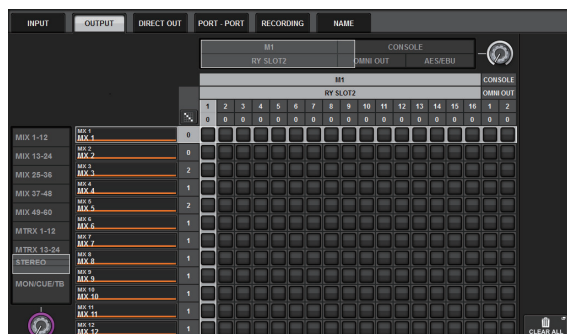 INPUT OUTPUT DIRECT OUT PORT - PORT RECORDING NAME
M1 CONSOLE
RY SLOT2 OMNI OUT AES/EBU
M1 CONSOLE
RY SLOT2 OMNI OUT
1 2 3 4 5 6 7 8 9 10 11 12 13 14 15 16 1 2
0 0 0 0 0 0 0 0 0 0 0 0 0 0 0 0 0 0
MIX 1-12
MIX 13-24
MIX 25-36
MIX 37-48
MIX 49-60
MTRX 1-12
MTRX 13-24
STEREO
MON/CUE/TB
MX 1
MX 1 0
MX 2
MX 2 0
MX 3
MX 3 2
MX 4
MX 4 1
MX 5
MX 5 2
MX 6
MX 6 1
MX 7
MX 7 1
MX 8
MX 8 1
MX 9
MX 9 1
MX 10
MX 10 1
MX 11
MX 11 1
MX 12
MX 12 1
CLEAR ALL